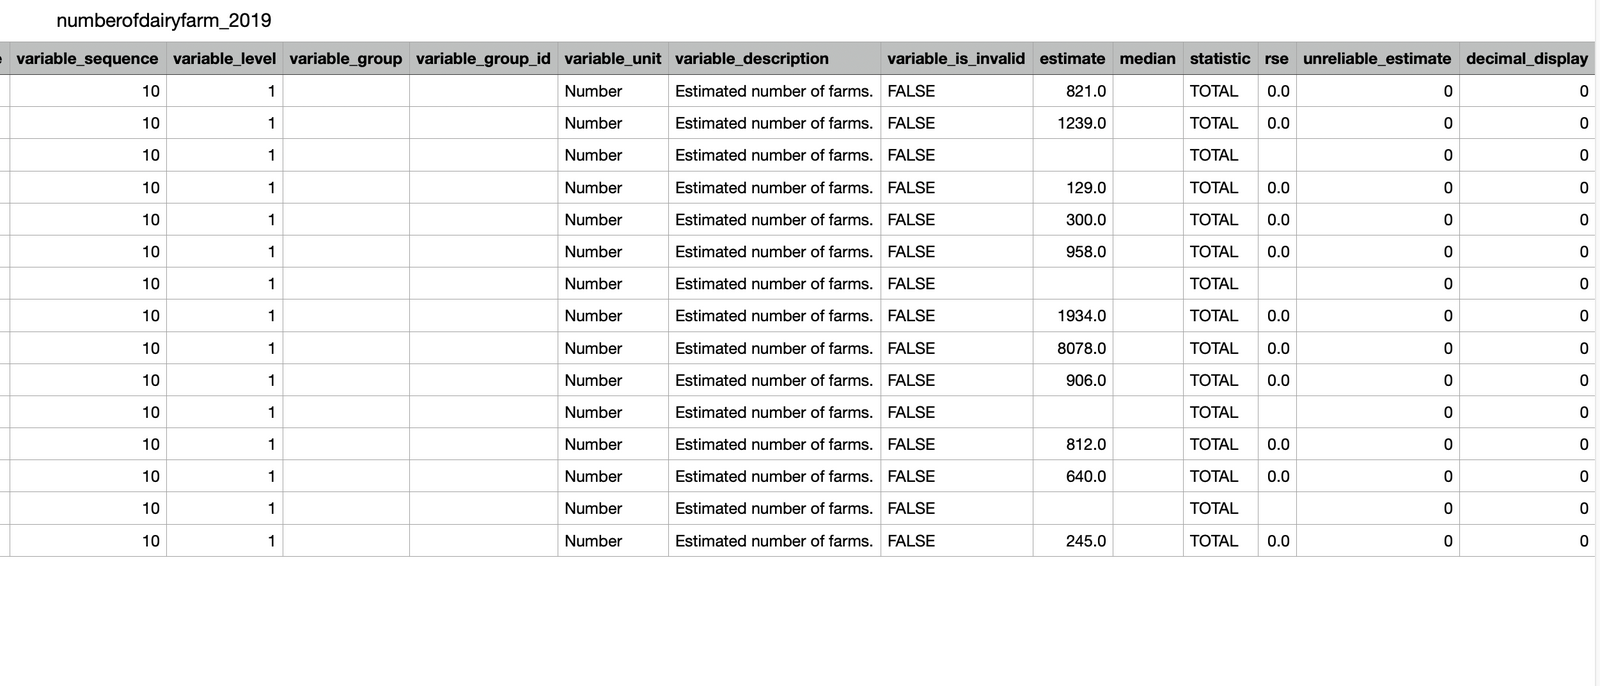 numberofdairyfarm_2019
e variable_sequence variable_level variable_group variable_group_id variable_unit variable_description variable_is_invalid estimate median statistic rse unreliable_estimate decimal_display
10 1 Number Estimated number of farms. FALSE 821.0 TOTAL 0.0 0 0
10 1 Number Estimated number of farms. FALSE 1239.0 TOTAL 0.0 0 0
10 1 Number Estimated number of farms. FALSE TOTAL 0 0
10 1 Number Estimated number of farms. FALSE 129.0 TOTAL 0.0 0 0
10 1 Number Estimated number of farms. FALSE 300.0 TOTAL 0.0 0 0
10 1 Number Estimated number of farms. FALSE 958.0 TOTAL 0.0 0 0
10 1 Number Estimated number of farms. FALSE TOTAL 0 0
10 1 Number Estimated number of farms. FALSE 1934.0 TOTAL 0.0 0 0
10 1 Number Estimated number of farms. FALSE 8078.0 TOTAL 0.0 0 0
10 1 Number Estimated number of farms. FALSE 906.0 TOTAL 0.0 0 0
10 1 Number Estimated number of farms. FALSE TOTAL 0 0
10 1 Number Estimated number of farms. FALSE 812.0 TOTAL 0.0 0 0
10 1 Number Estimated number of farms. FALSE 640.0 TOTAL 0.0 0 0
10 1 Number Estimated number of farms. FALSE TOTAL 0 0
10 1 Number Estimated number of farms. FALSE 245.0 TOTAL 0.0 0 0